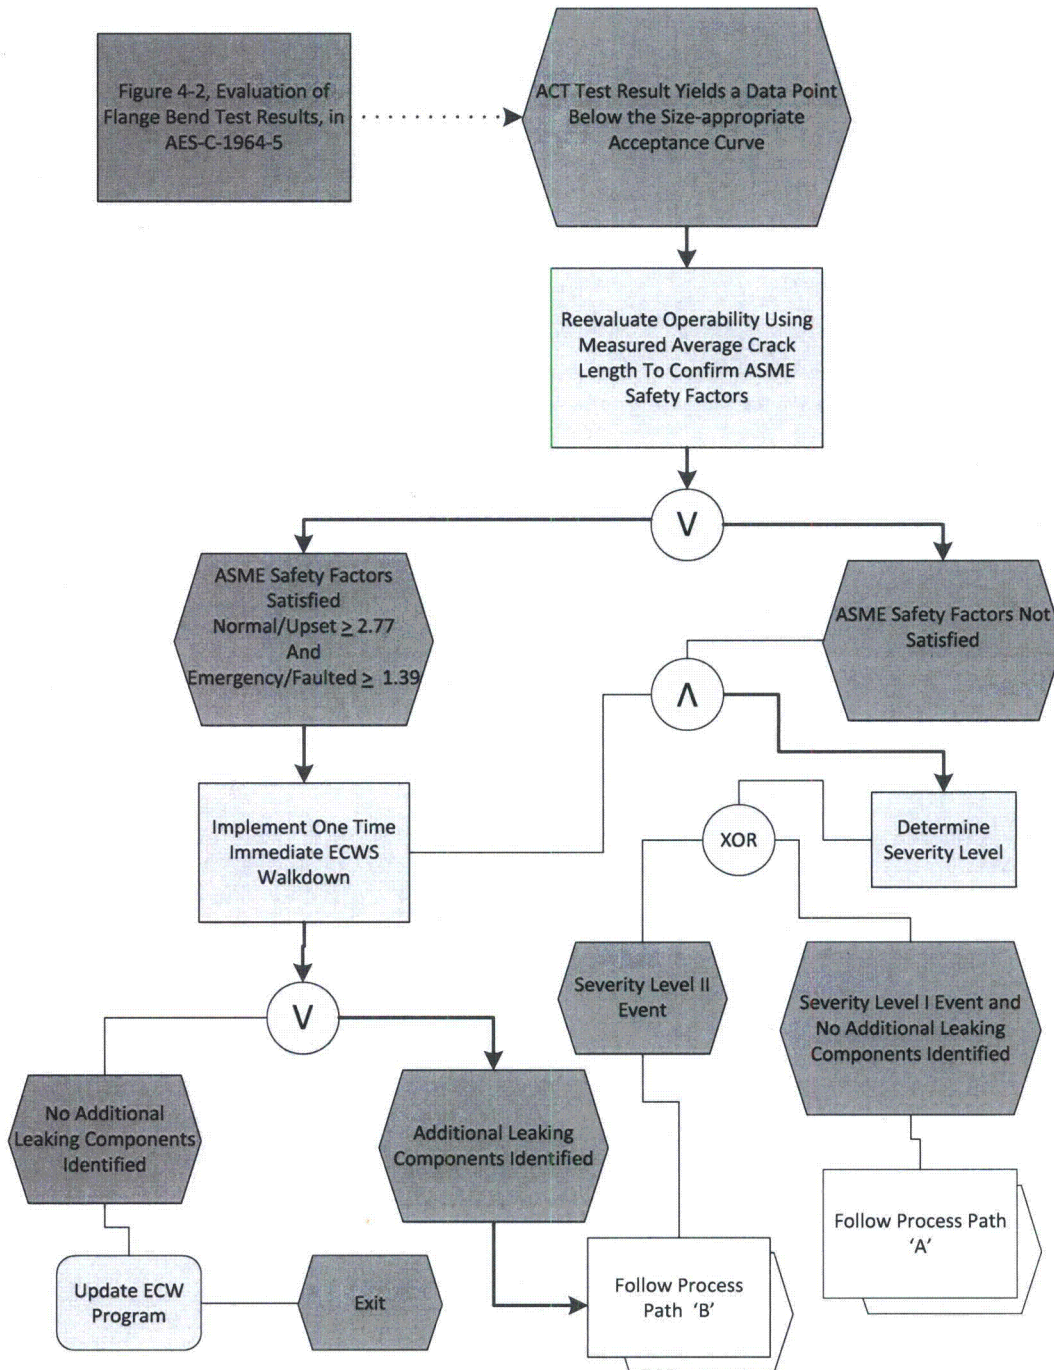 Figure 4-2, Evaluation of
Flange Bend Test Results, in
AES-C-1964-5
ACT Test Result Yields a Data Point
Below the Size-appropriate
Acceptance Curve
Reevaluate Operability Using
Measured Average Crack
Length To Confirm ASME
Safety Factors
V
ASME Safety Factors
Satisfied
Normal/Upset ≥ 2.77
And
Emergency/Faulted ≥ 1.39
ASME Safety Factors Not
Satisfied
Λ
Implement One Time
Immediate ECWS
Walkdown
XOR
Determine
Severity Level
V
Severity Level II
Event
Severity Level I Event and
No Additional Leaking
Components Identified
No Additional
Leaking Components
Identified
Additional Leaking
Components Identified
Follow Process Path
'A'
Update ECW
Program
Exit
Follow Process
Path 'B'